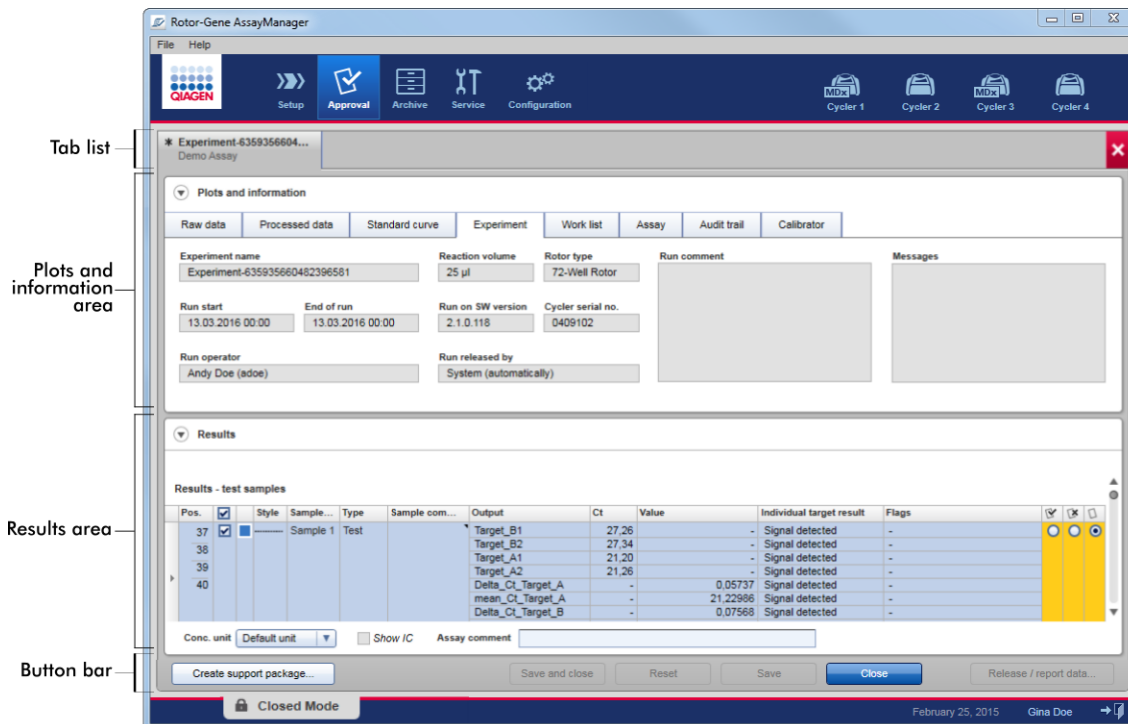 Rotor-Gene AssayManager
File Help
QIAGEN
Setup Approval Archive Service Configuration
MDx MDx
Cycler 1 Cycler 2 Cycler 3 Cycler 4
Tab list
* Experiment-6359356604...
Demo Assay
Plots and information
Raw data Processed data Standard curve Experiment Work list Assay Audit trail Calibrator
Plots and
information
area
Experiment name Reaction volume Rotor type Run comment Messages
Experiment-635935660482396581 25 µl 72-Well Rotor
Run start End of run Run on SW version Cycler serial no.
13.03.2016 00:00 13.03.2016 00:00 2.1.0.118 0409102
Run operator Run released by
Andy Doe (adoe) System (automatically)
Results area
Results
Results - test samples
Pos. Style Sample... Type Sample com... Output Ct Value Individual target result Flags
37 Sample 1 Test Target_B1 27,26 - Signal detected -
38 Target_B2 27,34 - Signal detected -
39 Target_A1 21,20 - Signal detected -
40 Target_A2 21,26 - Signal detected -
Delta_Ct_Target_A - 0,05737 Signal detected -
mean_Ct_Target_A - 21,22986 Signal detected -
Delta_Ct_Target_B - 0,07568 Signal detected -
Conc. unit Default unit Show IC Assay comment
Button bar
Create support package... Save and close Reset Save Close Release / report data...
Closed Mode
February 25, 2015 Gina Doe